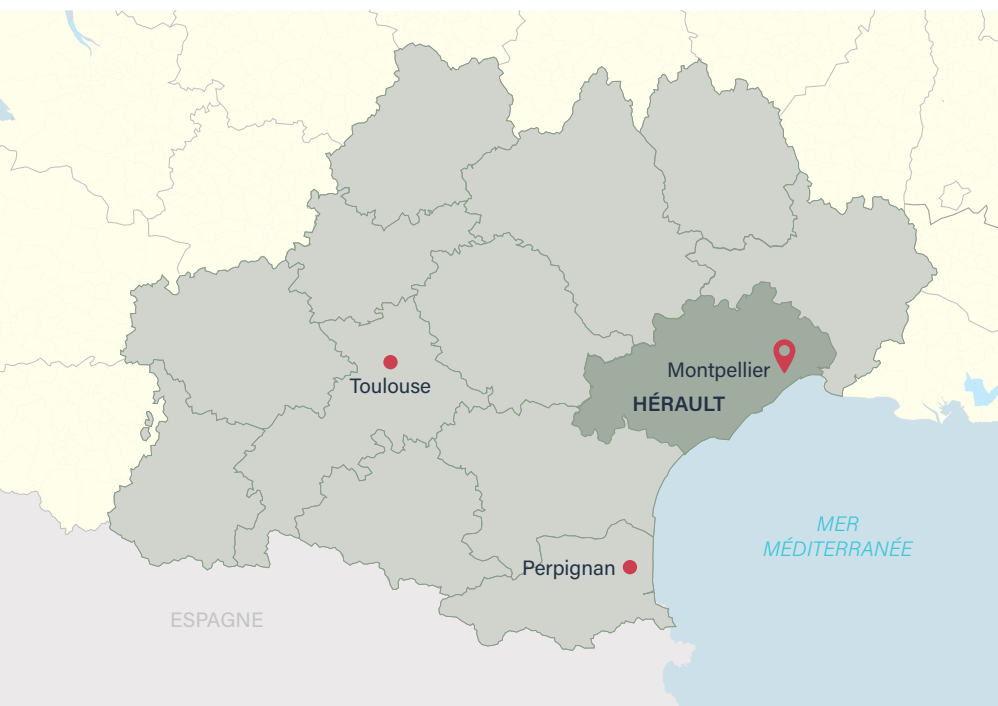 Montpellier
Toulouse
HÉRAULT
MER
MÉDITERRANÉE
Perpignan
ESPAGNE